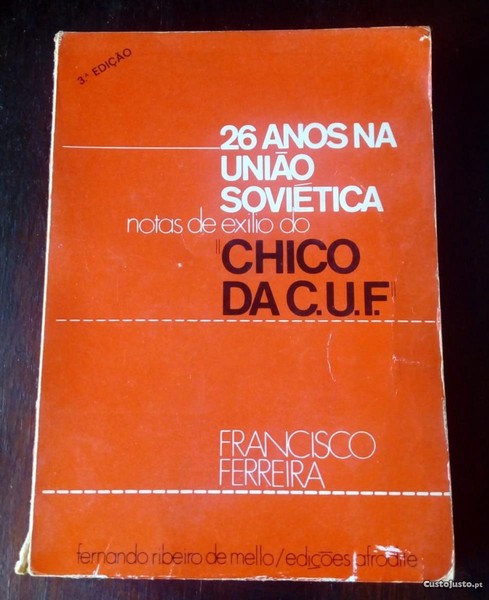 3.ª EDIÇÃO
26 ANOS NA
UNIÃO
SOVIÉTICA
notas de exílio do
"CHICO
DA C.U.F."
FRANCISCO
FERREIRA
fernando ribeiro de mello/edições afrodite
CustoJusto.pt